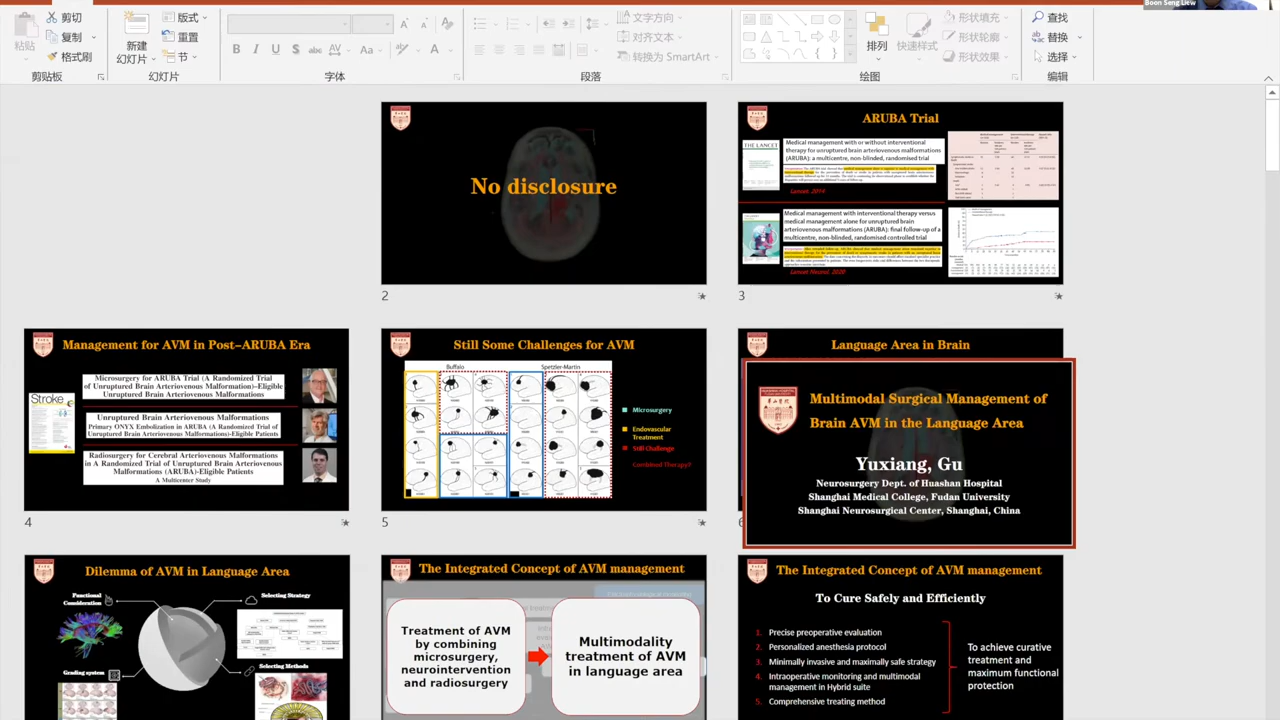 Boon Seng Liew
剪切
复制
格式刷
粘贴
剪贴板
新建
幻灯片
版式
重置
节
幻灯片
B I U S abc Aa A
字体
文字方向
对齐文本
转换为 SmartArt
段落
排列
快速样式
形状填充
形状轮廓
形状效果
绘图
查找
替换
选择
编辑
No disclosure
2
ARUBA Trial
THE LANCET
Medical management with or without interventional
therapy for unruptured brain arteriovenous malformations
(ARUBA): a multicentre, non-blinded, randomised trial
Lancet. 2014
Medical management with interventional therapy versus
medical management alone for unruptured brain
arteriovenous malformations (ARUBA): final follow-up of a
multicentre, non-blinded, randomised controlled trial
Lancet Neurol. 2020
3
Management for AVM in Post-ARUBA Era
Stroke
Microsurgery for ARUBA Trial (A Randomized Trial
of Unruptured Brain Arteriovenous Malformation)–Eligible
Unruptured Brain Arteriovenous Malformations
Unruptured Brain Arteriovenous Malformations
Primary ONYX Embolization in ARUBA (A Randomized Trial of
Unruptured Brain Arteriovenous Malformations)-Eligible Patients
Radiosurgery for Cerebral Arteriovenous Malformations
in A Randomized Trial of Unruptured Brain Arteriovenous
Malformations (ARUBA)-Eligible Patients
A Multicenter Study
4
Still Some Challenges for AVM
Buffalo
Spetzler-Martin
Microsurgery
Endovascular
Treatment
Still Challenge
Combined Therapy?
5
Language Area in Brain
Multimodal Surgical Management of
Brain AVM in the Language Area
Yuxiang, Gu
Neurosurgery Dept. of Huashan Hospital
Shanghai Medical College, Fudan University
Shanghai Neurosurgical Center, Shanghai, China
6
Dilemma of AVM in Language Area
Functional
Consideration
Selecting Strategy
Grading system
Selecting Methods
The Integrated Concept of AVM management
Treatment of AVM
by combining
microsurgery,
neurointervention
and radiosurgery
Multimodality
treatment of AVM
in language area
The Integrated Concept of AVM management
To Cure Safely and Efficiently
1. Precise preoperative evaluation
2. Personalized anesthesia protocol
3. Minimally invasive and maximally safe strategy
4. Intraoperative monitoring and multimodal
management in Hybrid suite
5. Comprehensive treating method
To achieve curative
treatment and
maximum functional
protection